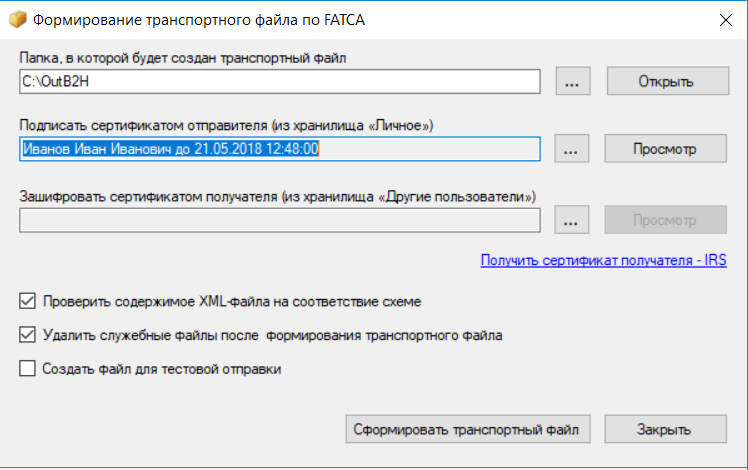 Формирование транспортного файла по FATCA
Папка, в которой будет создан транспортный файл
C:\OutB2H
...
Открыть
Подписать сертификатом отправителя (из хранилища «Личное»)
Иванов Иван Иванович до 21.05.2018 12:48:00
...
Просмотр
Зашифровать сертификатом получателя (из хранилища «Другие пользователи»)
...
Просмотр
Получить сертификат получателя - IRS
Проверить содержимое XML-файла на соответствие схеме
Удалить служебные файлы после формирования транспортного файла
Создать файл для тестовой отправки
Сформировать транспортный файл
Закрыть